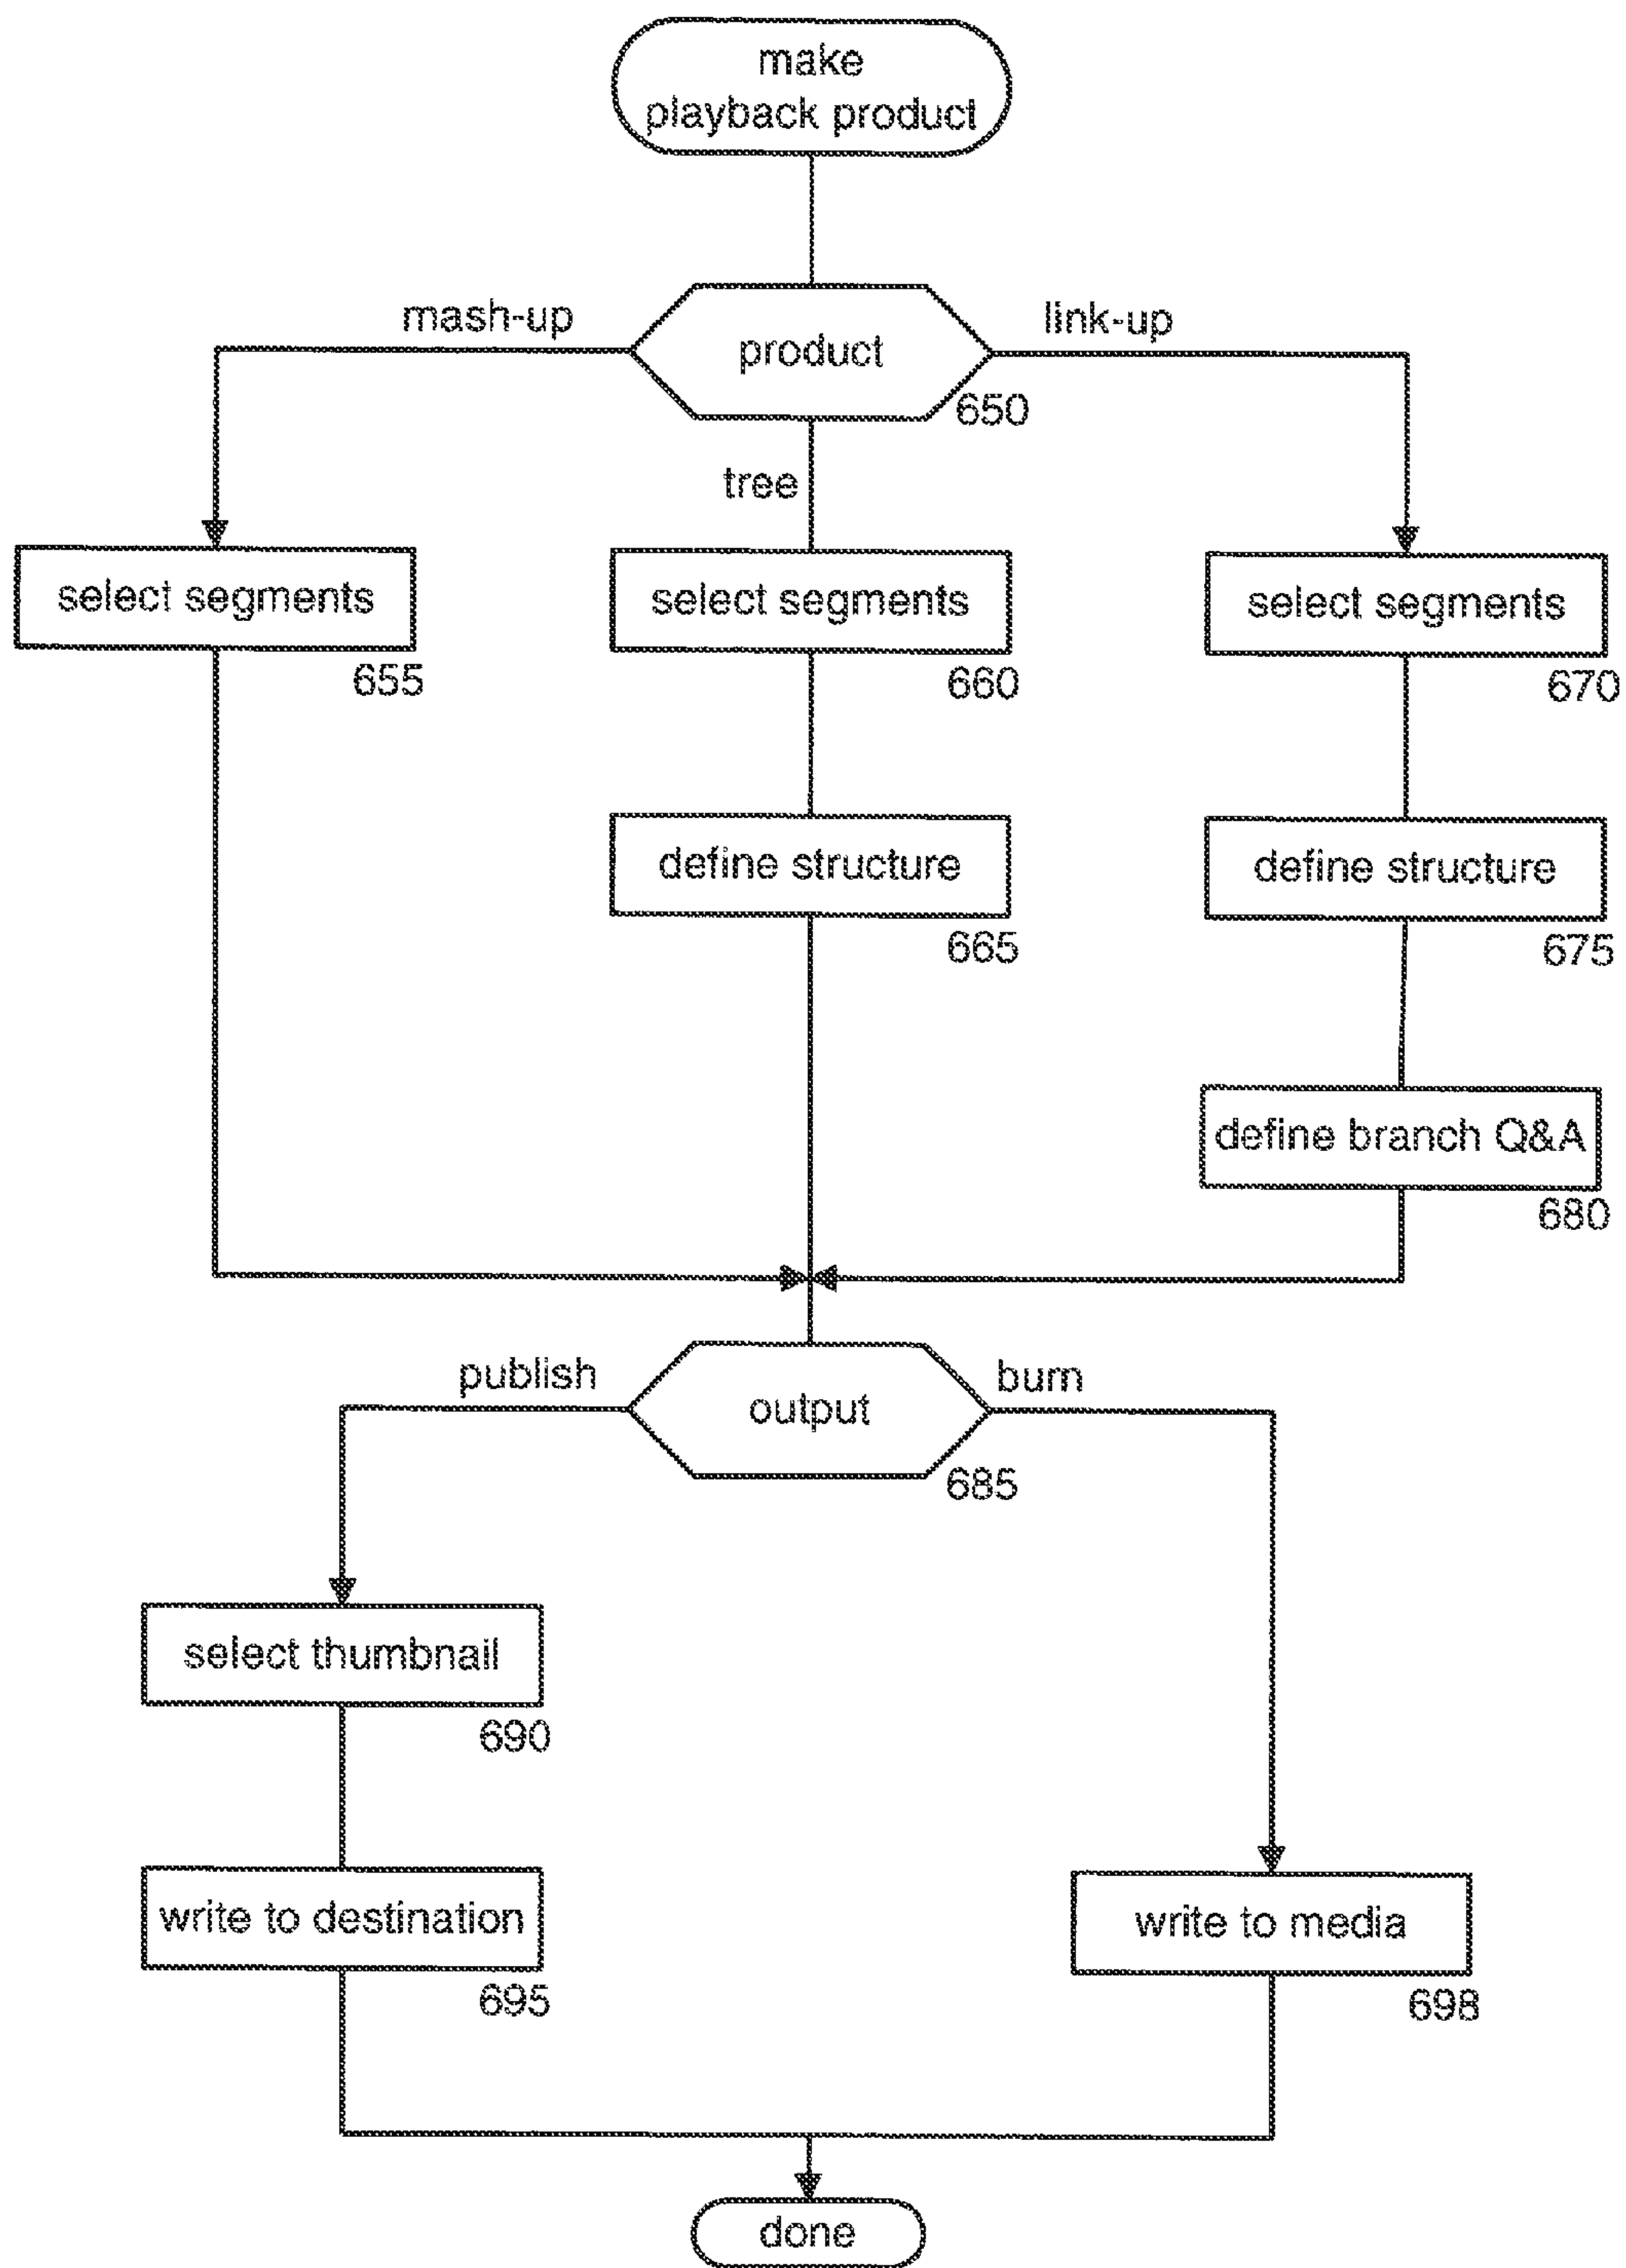 make
playback product
mash-up
link-up
product
650
tree
select segments
select segments
select segments
655
660
670
define structure
define structure
665
675
define branch Q&A
680
publish
burn
output
685
select thumbnail
690
write to destination
write to media
695
698
done